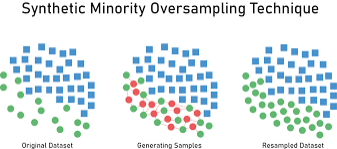 Synthetic Minority Oversampling Technique
Original Dataset
Generating Samples
Resampled Dataset